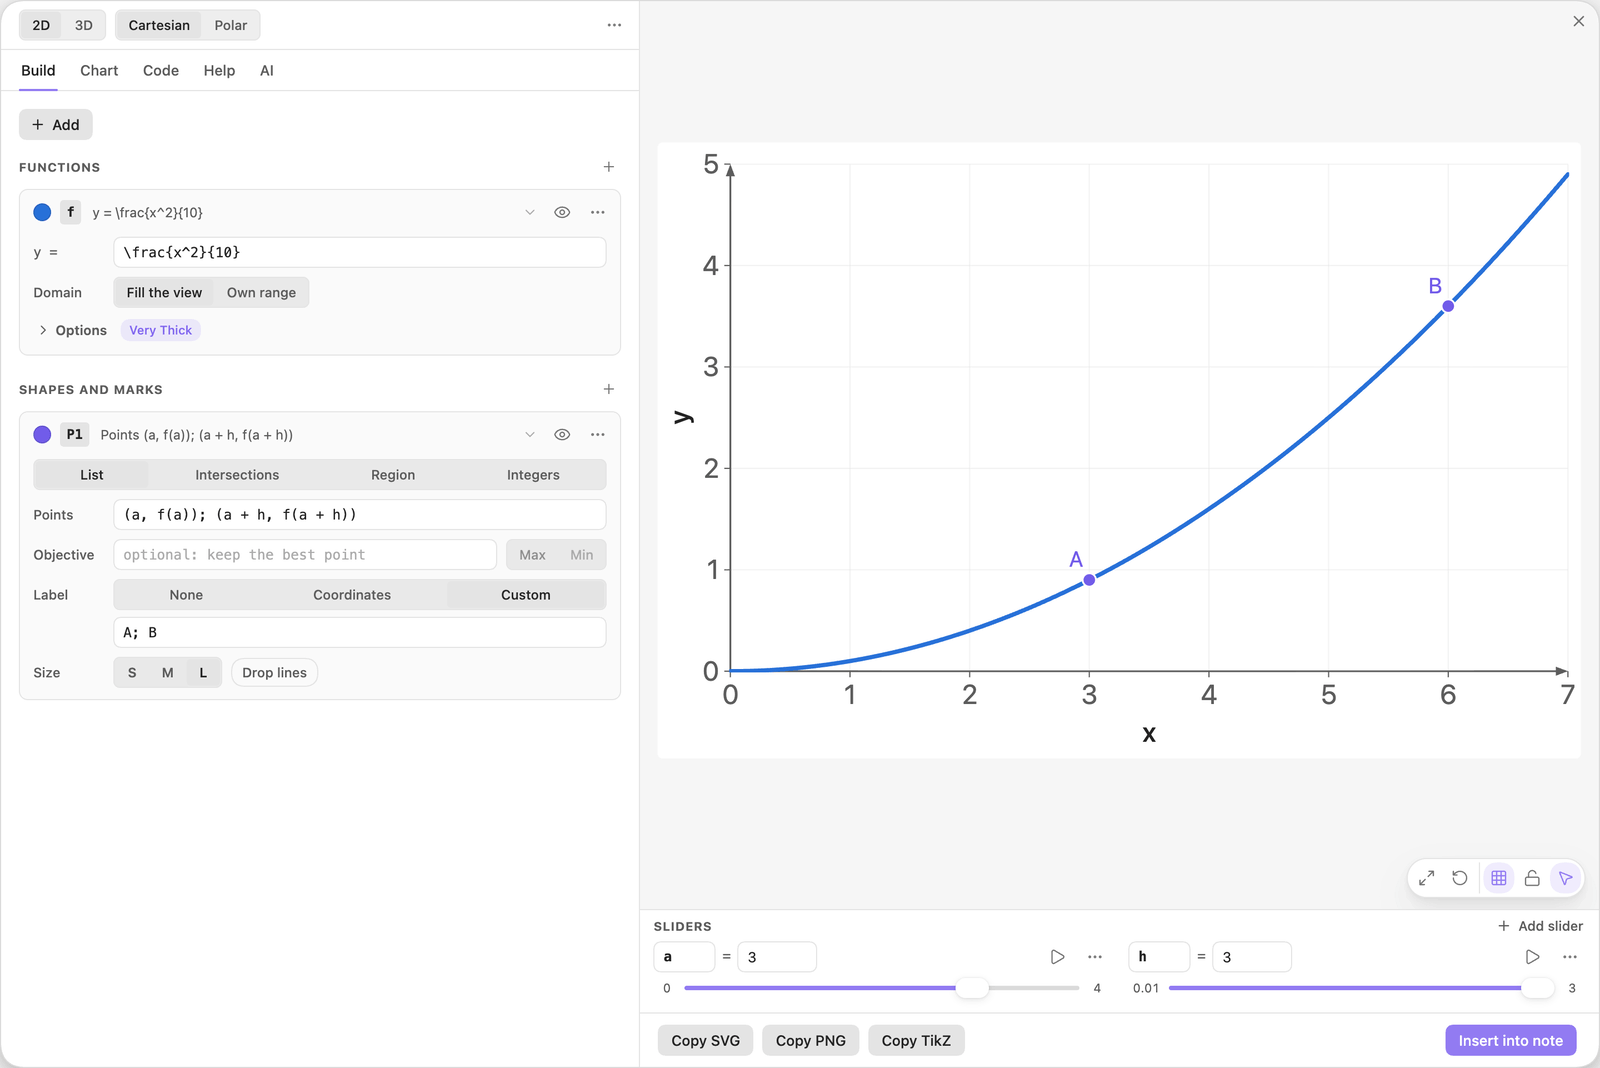 2D 3D Cartesian Polar
Build Chart Code Help AI
+ Add
FUNCTIONS
f y = \frac{x^2}{10}
y = \frac{x^2}{10}
Domain Fill the view Own range
Options Very Thick
SHAPES AND MARKS
P1 Points (a, f(a)); (a + h, f(a + h))
List Intersections Region Integers
Points (a, f(a)); (a + h, f(a + h))
Objective optional: keep the best point Max Min
Label None Coordinates Custom
A; B
Size S M L Drop lines
5
4
3
2
1
0
y
B
A
0 1 2 3 4 5 6 7
x
SLIDERS + Add slider
a = 3 h = 3
0 4 0.01 3
Copy SVG Copy PNG Copy TikZ Insert into note